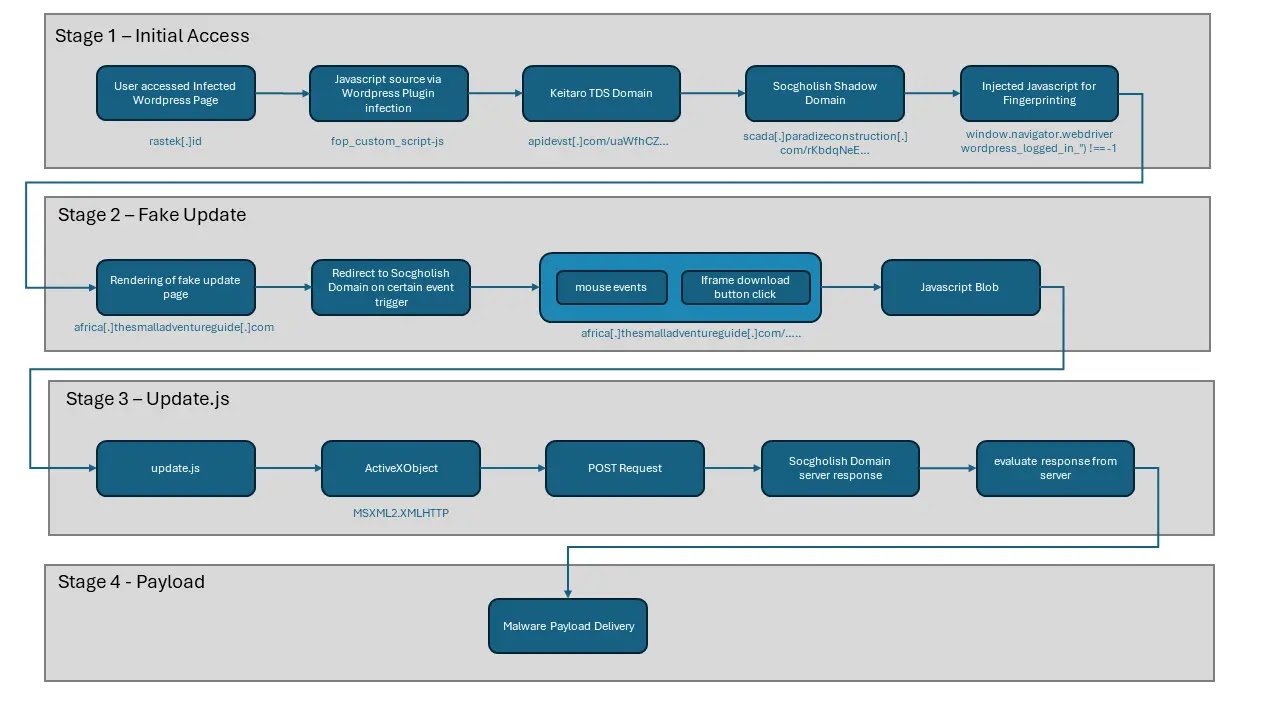 Stage 1 – Initial Access
User accessed Infected
Wordpress Page
Javascript source via
Wordpress Plugin
infection
Keitaro TDS Domain
Socgholish Shadow
Domain
Injected Javascript for
Fingerprinting
rastek[.]id
fop_custom_script-js
apidevst[.]com/uaWfhCZ...
scada[.]paradizeconstruction[.]
com/rKbdqNeE...
window.navigator.webdriver
wordpress_logged_in_") !== -1
Stage 2 – Fake Update
Rendering of fake update
page
Redirect to Socgholish
Domain on certain event
trigger
mouse events
Iframe download
button click
Javascript Blob
africa[.]thesmalladventureguide[.]com
africa[.]thesmalladventureguide[.]com/.....
Stage 3 – Update.js
update.js
ActiveXObject
POST Request
Socgholish Domain
server response
evaluate response from
server
MSXML2.XMLHTTP
Stage 4 - Payload
Malware Payload Delivery